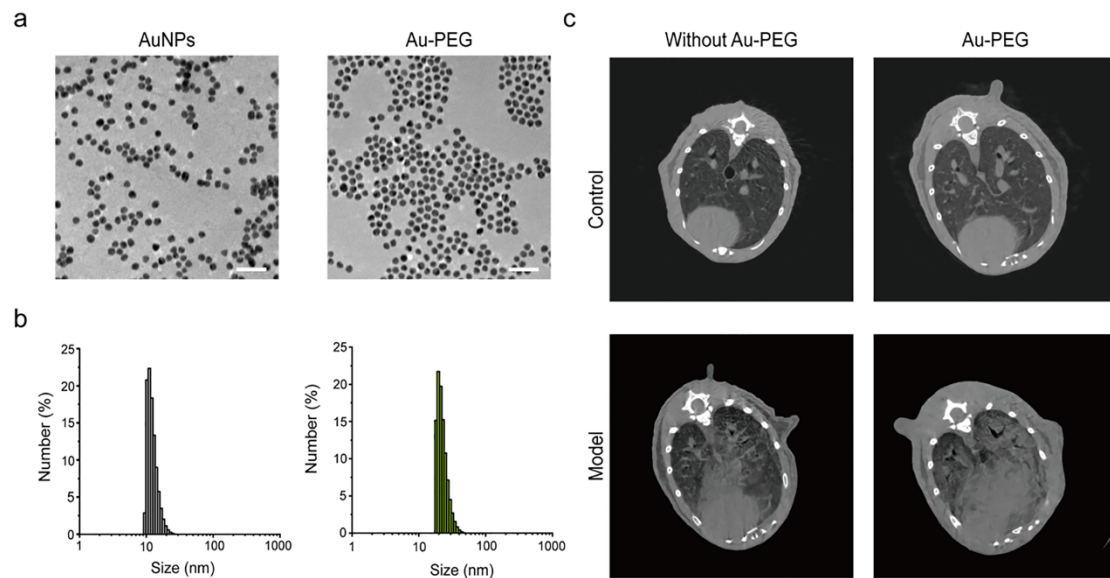 a
AuNPs
Au-PEG
b
25
20
15
10
5
0
Number (%)
1
10
100
1000
Size (nm)
25
20
15
10
5
0
Number (%)
1
10
100
1000
Size (nm)
c
Without Au-PEG
Au-PEG
Control
Model